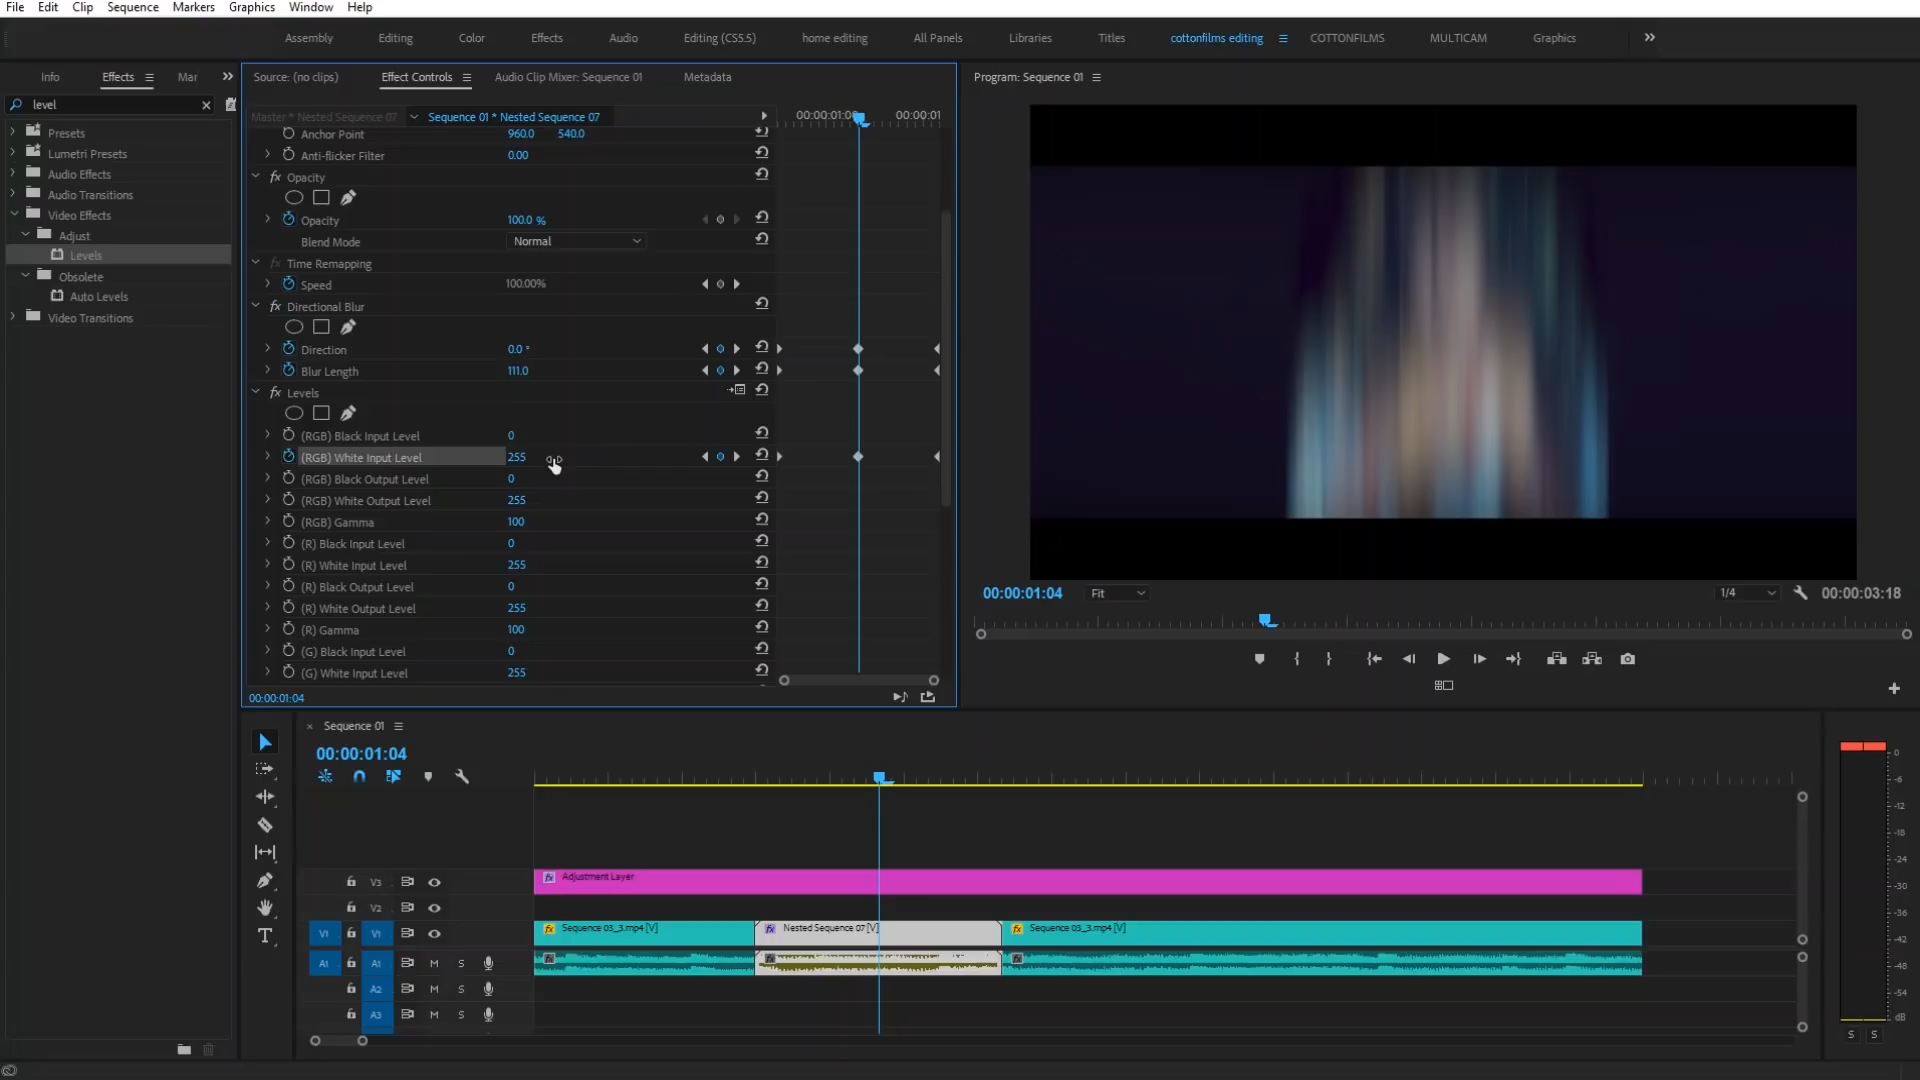 File Edit Clip Sequence Markers Graphics Window Help
Assembly Editing Color Effects Audio Editing (CS5.5) home editing All Panels Libraries Titles cottonfilms editing COTTONFILMS MULTICAM Graphics
Info Effects Mar
level
Presets
Lumetri Presets
Audio Effects
Audio Transitions
Video Effects
Adjust
Levels
Obsolete
Auto Levels
Video Transitions
Source: (no clips) Effect Controls Audio Clip Mixer: Sequence 01 Metadata
Master * Nested Sequence 07 Sequence 01 * Nested Sequence 07
00:00:01:00 00:00:01
Anchor Point 960.0 540.0
Anti-flicker Filter 0.00
fx Opacity
Opacity 100.0 %
Blend Mode Normal
fx Time Remapping
Speed 100.00%
fx Directional Blur
Direction 0.0 °
Blur Length 111.0
fx Levels
(RGB) Black Input Level 0
(RGB) White Input Level 255
(RGB) Black Output Level 0
(RGB) White Output Level 255
(RGB) Gamma 100
(R) Black Input Level 0
(R) White Input Level 255
(R) Black Output Level 0
(R) White Output Level 255
(R) Gamma 100
(G) Black Input Level 0
(G) White Input Level 255
00:00:01:04
Program: Sequence 01
00:00:01:04 Fit 1/4 00:00:03:18
Sequence 01
00:00:01:04
V3
fx Adjustment Layer
V2
V1 V1
fx Sequence 03_3.mp4 [V] fx Nested Sequence 07 [V] fx Sequence 03_3.mp4 [V]
A1 A1 M S
A2 M S
A3 M S
0
-6
-12
-18
-24
-30
-36
-42
-48
-54
dB
S S